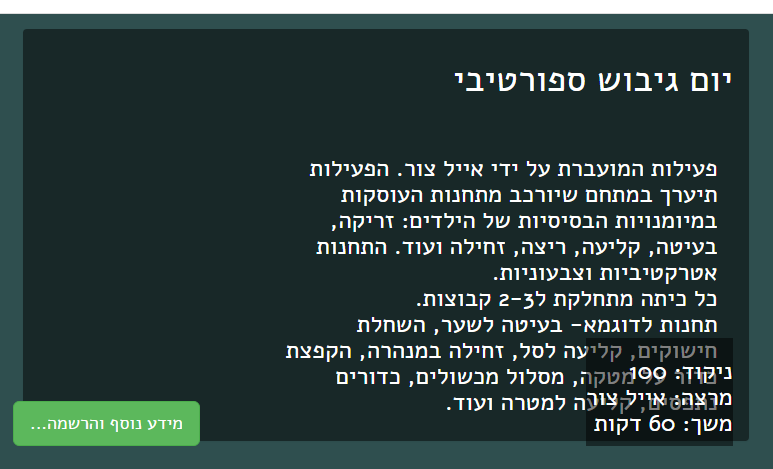 יום גיבוש ספורטיבי
פעילות המועברת על ידי אייל צור. הפעילות
תיערך במתחם שיורכב מתחנות העוסקות
במיומנויות הבסיסיות של הילדים: זריקה,
בעיטה, קליעה, ריצה, זחילה ועוד. התחנות
אטרקטיביות וצבעוניות.
כל כיתה מתחלקת ל2-3 קבוצות.
תחנות לדוגמא- בעיטה לשער, השחלת
חישוקים, קליעה לסל, זחילה במנהרה, הקפצת
כדור על מטקה, מסלול מכשולים, כדורים
נתפסים, קליעה למטרה ועוד.
ניקוד: 100
מרצה: אייל צור
משך: 60 דקות
מידע נוסף והרשמה...